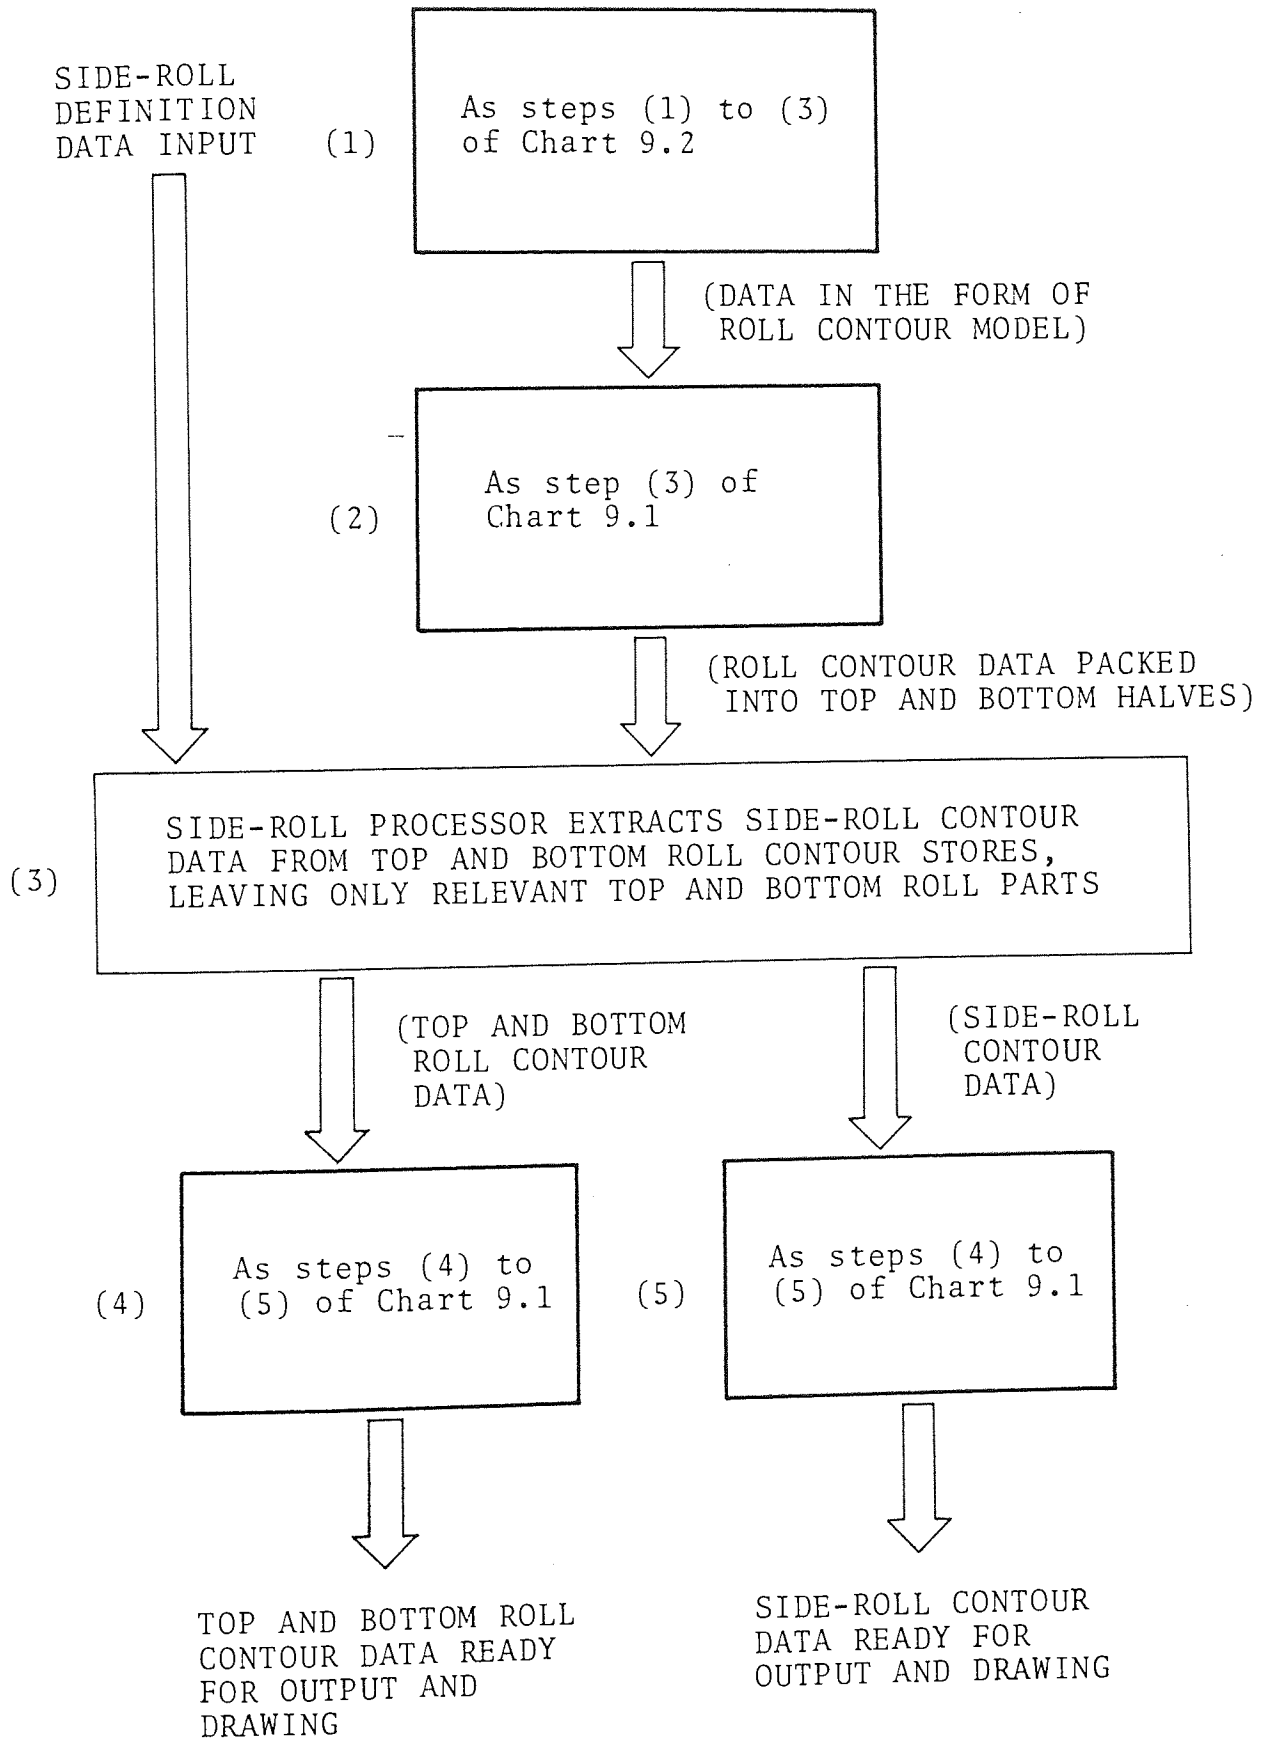 SIDE-ROLL
DEFINITION
DATA INPUT
(1)
As steps (1) to (3)
of Chart 9.2
(DATA IN THE FORM OF
ROLL CONTOUR MODEL)
(2)
As step (3) of
Chart 9.1
(ROLL CONTOUR DATA PACKED
INTO TOP AND BOTTOM HALVES)
(3)
SIDE-ROLL PROCESSOR EXTRACTS SIDE-ROLL CONTOUR
DATA FROM TOP AND BOTTOM ROLL CONTOUR STORES,
LEAVING ONLY RELEVANT TOP AND BOTTOM ROLL PARTS
(TOP AND BOTTOM
ROLL CONTOUR
DATA)
(SIDE-ROLL
CONTOUR
DATA)
(4)
As steps (4) to
(5) of Chart 9.1
(5)
As steps (4) to
(5) of Chart 9.1
TOP AND BOTTOM ROLL
CONTOUR DATA READY
FOR OUTPUT AND
DRAWING
SIDE-ROLL CONTOUR
DATA READY FOR
OUTPUT AND DRAWING